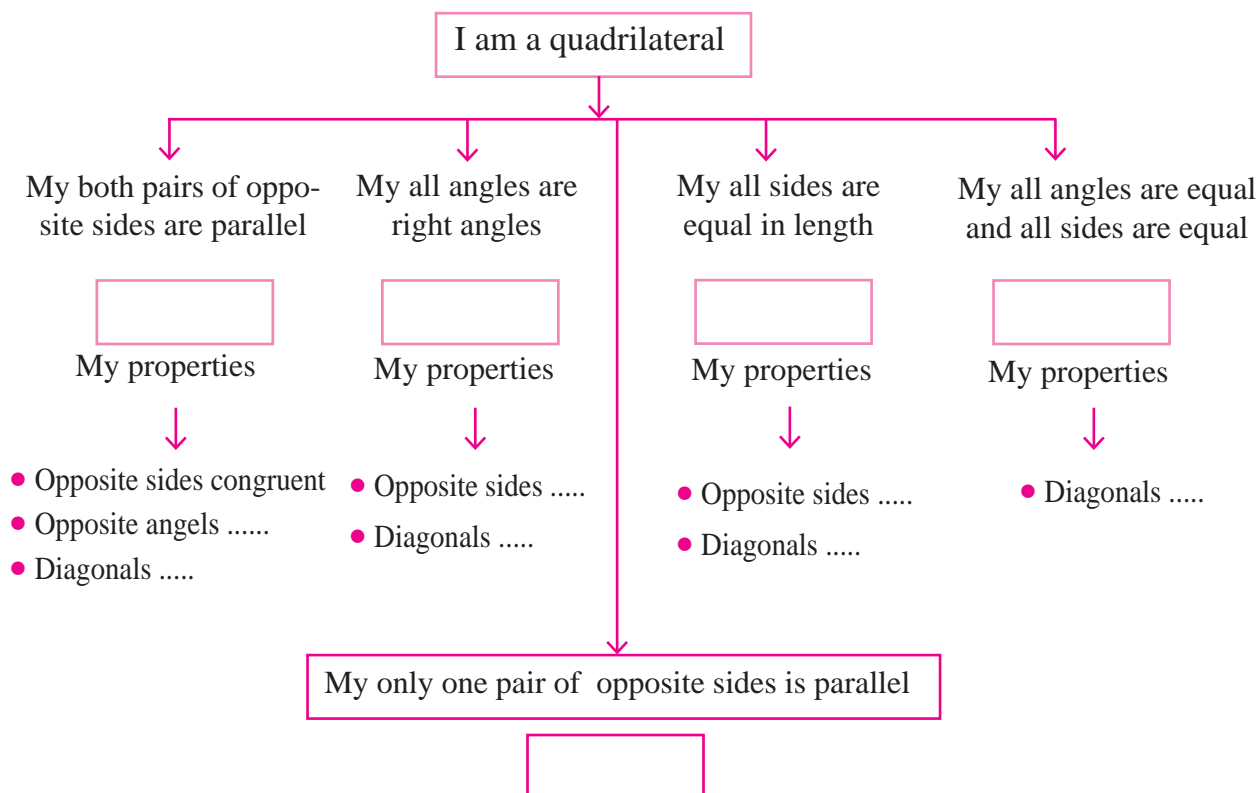 I am a quadrilateral
My both pairs of oppo-
site sides are parallel
My properties
● Opposite sides congruent
● Opposite angels ......
● Diagonals .....
My all angles are
right angles
My properties
● Opposite sides .....
● Diagonals .....
My all sides are
equal in length
My properties
● Opposite sides .....
● Diagonals .....
My all angles are equal
and all sides are equal
My properties
● Diagonals .....
My only one pair of opposite sides is parallel